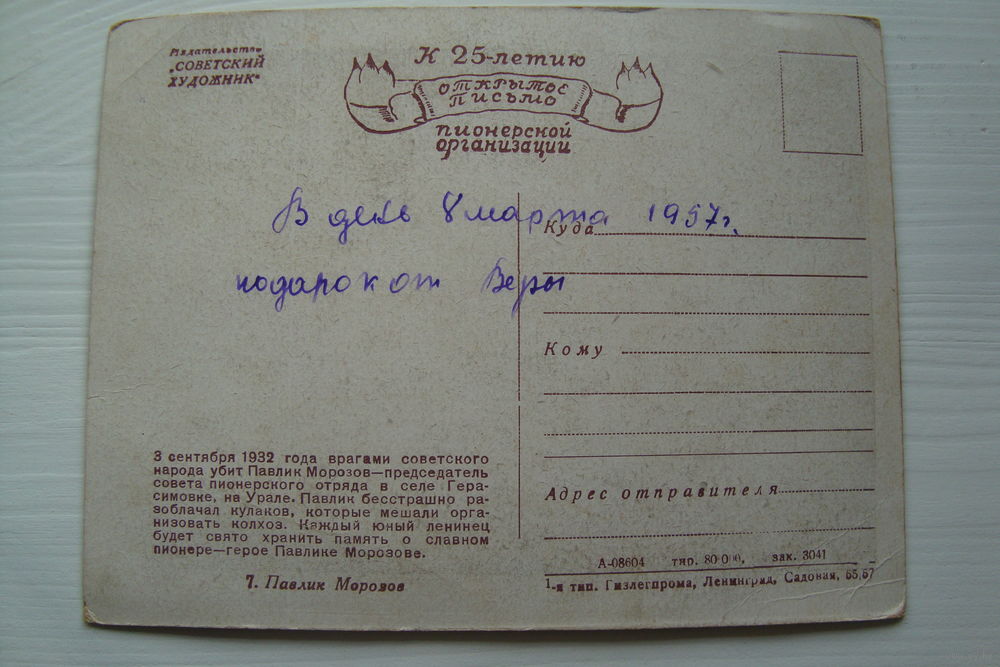 Издательство
„СОВЕТСКИЙ
ХУДОЖНИК“
К 25-летию
ОТКРЫТОЕ
ПИСЬМО
пионерской
организации
В день 8 марта 1957 г.
подарок от Веры
Куда
Кому
Адрес отправителя
3 сентября 1932 года врагами советского
народа убит Павлик Морозов—председатель
совета пионерского отряда в селе Гера-
симовке, на Урале. Павлик бесстрашно ра-
зоблачал кулаков, которые мешали орга-
низовать колхоз. Каждый юный ленинец
будет свято хранить память о славном
пионере—герое Павлике Морозове.
7. Павлик Морозов
А-08604 тир. 80 000, зак. 3041
1-я тип. Гизлегпрома, Ленинград, Садовая, 55,57